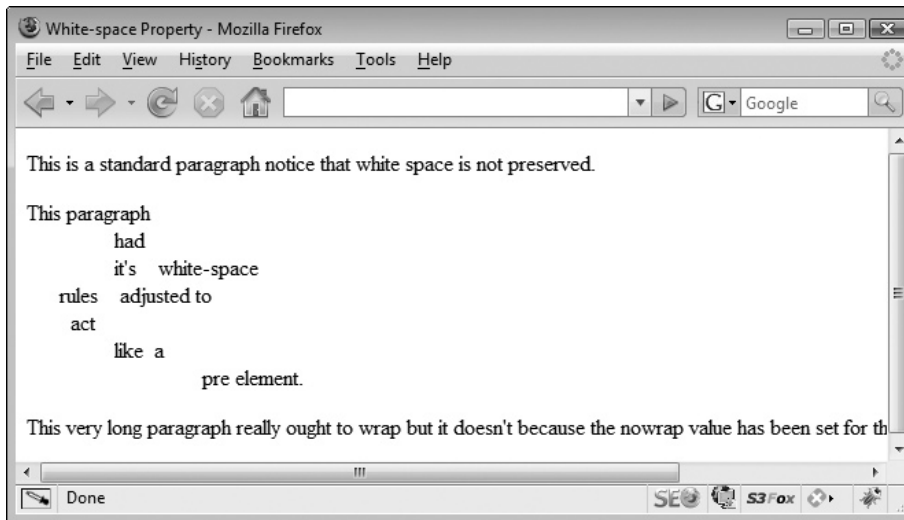 White-space Property - Mozilla Firefox
File Edit View History Bookmarks Tools Help
G Google
This is a standard paragraph notice that white space is not preserved.
This paragraph
had
it's white-space
rules adjusted to
act
like a
pre element.
This very long paragraph really ought to wrap but it doesn't because the nowrap value has been set for th
Done SEO S3Fox